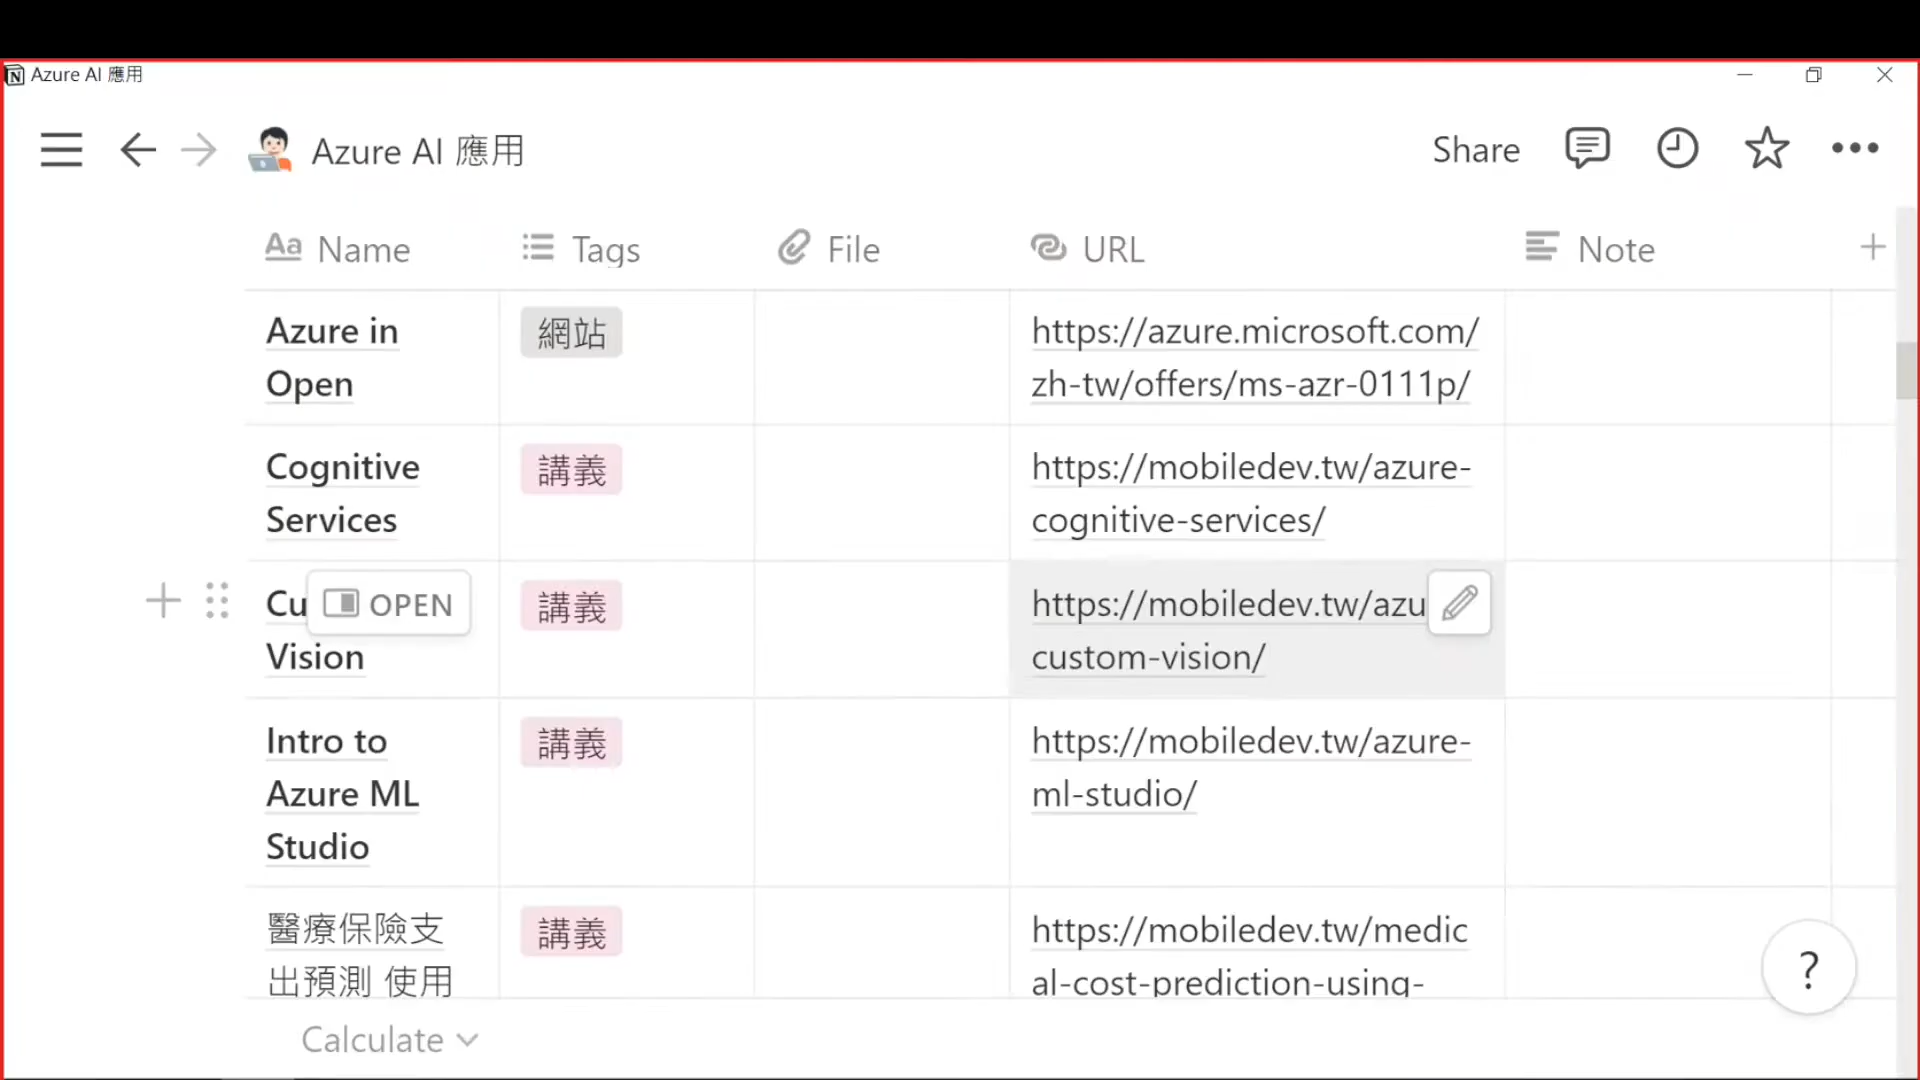 Azure AI 應用
Azure AI 應用
Share
Aa Name
Tags
File
URL
Note
Azure in
Open
網站
https://azure.microsoft.com/
zh-tw/offers/ms-azr-0111p/
Cognitive
Services
講義
https://mobiledev.tw/azure-
cognitive-services/
Cu
OPEN
Vision
講義
https://mobiledev.tw/azu
custom-vision/
Intro to
Azure ML
Studio
講義
https://mobiledev.tw/azure-
ml-studio/
醫療保險支
出預測 使用
講義
https://mobiledev.tw/medic
al-cost-prediction-using-
?
Calculate